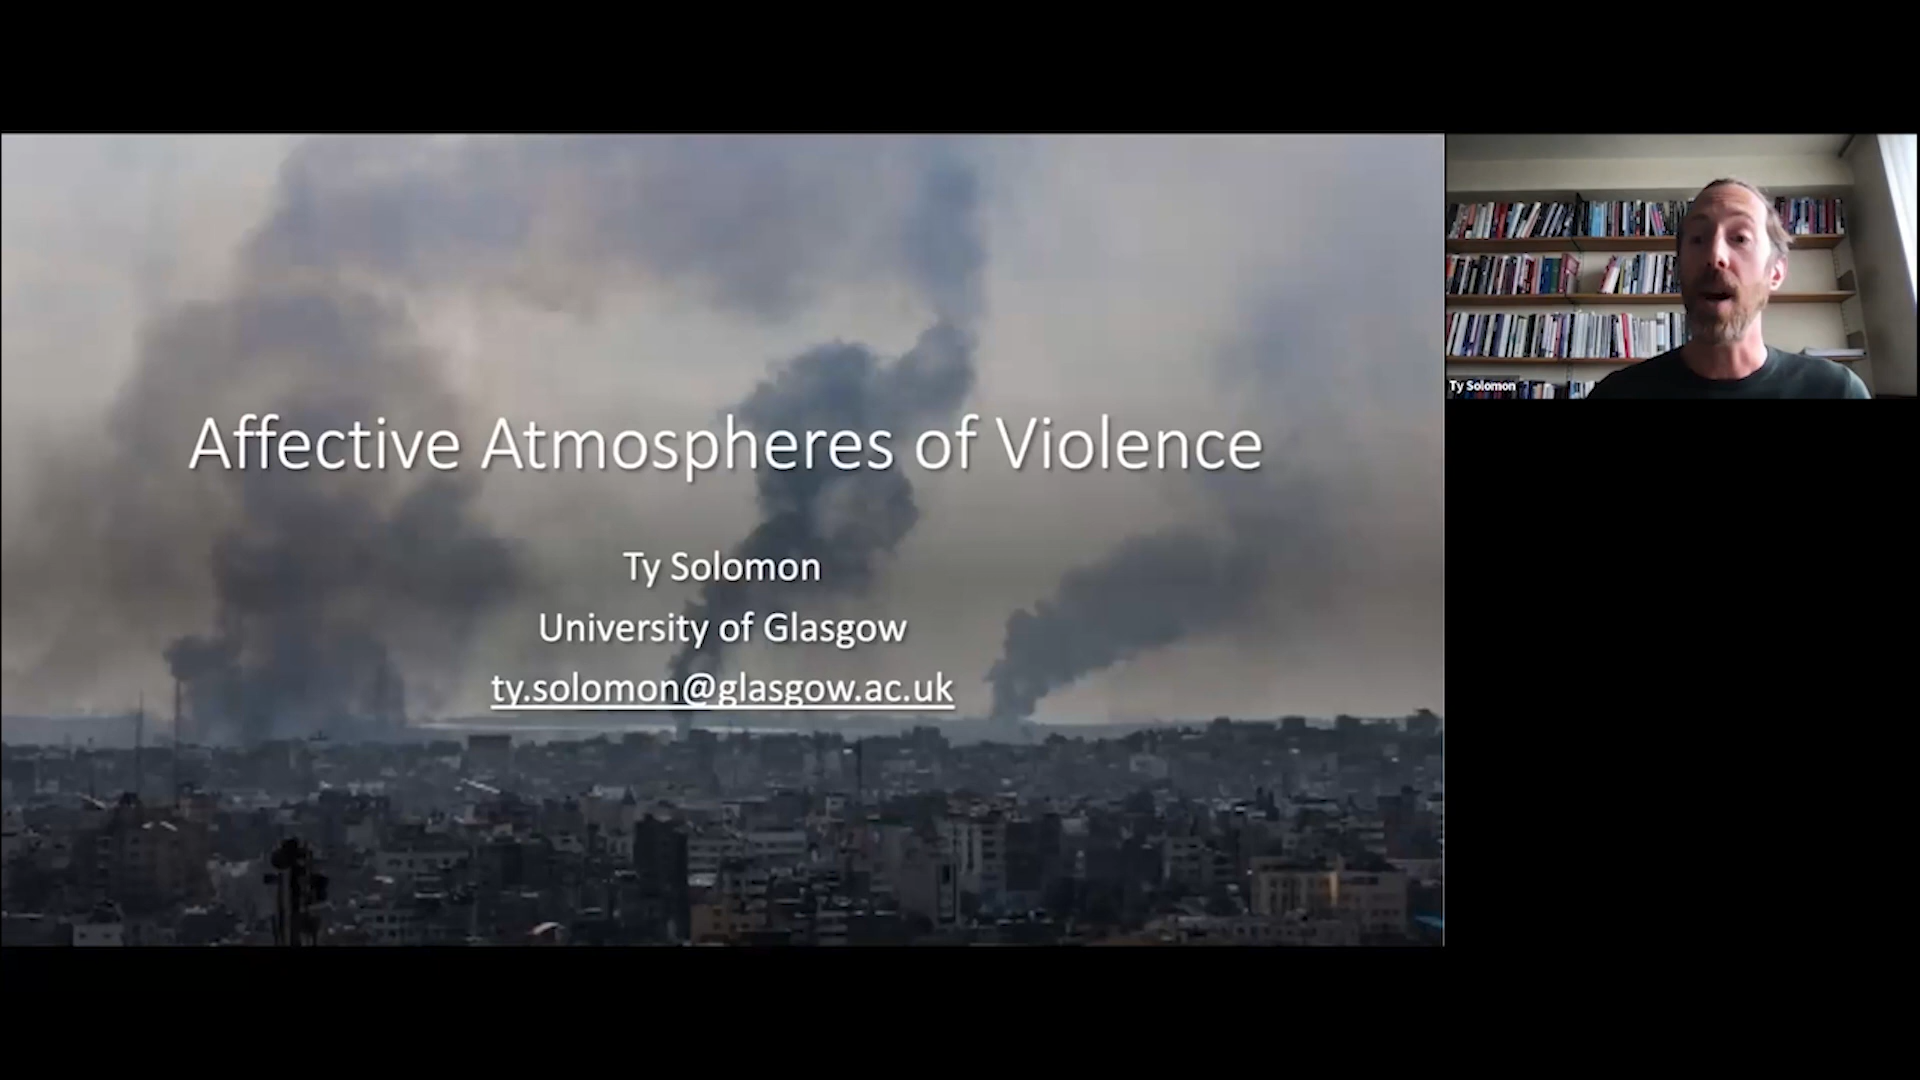 Affective Atmospheres of Violence
Ty Solomon
University of Glasgow
ty.solomon@glasgow.ac.uk
Ty Solomon